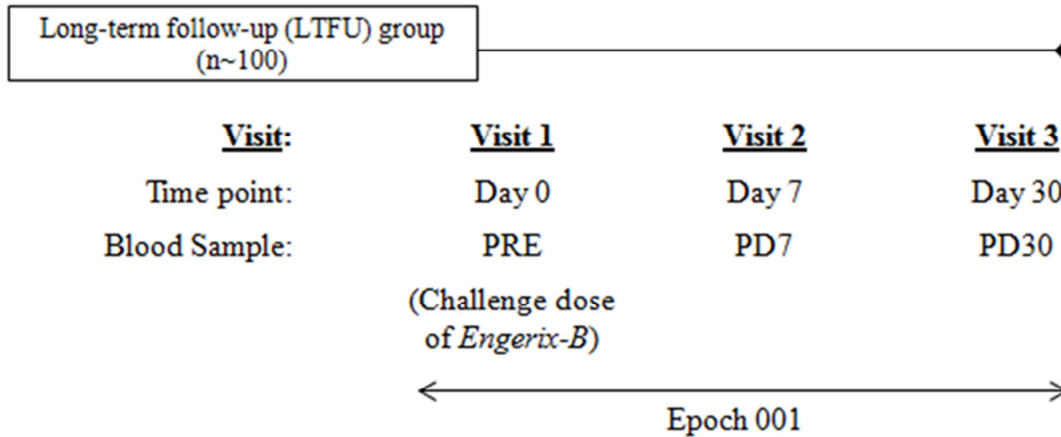 Long-term follow-up (LTFU) group
(n~100)
Visit: Visit 1 Visit 2 Visit 3
Time point: Day 0 Day 7 Day 30
Blood Sample: PRE PD7 PD30
(Challenge dose
of Engerix-B)
Epoch 001